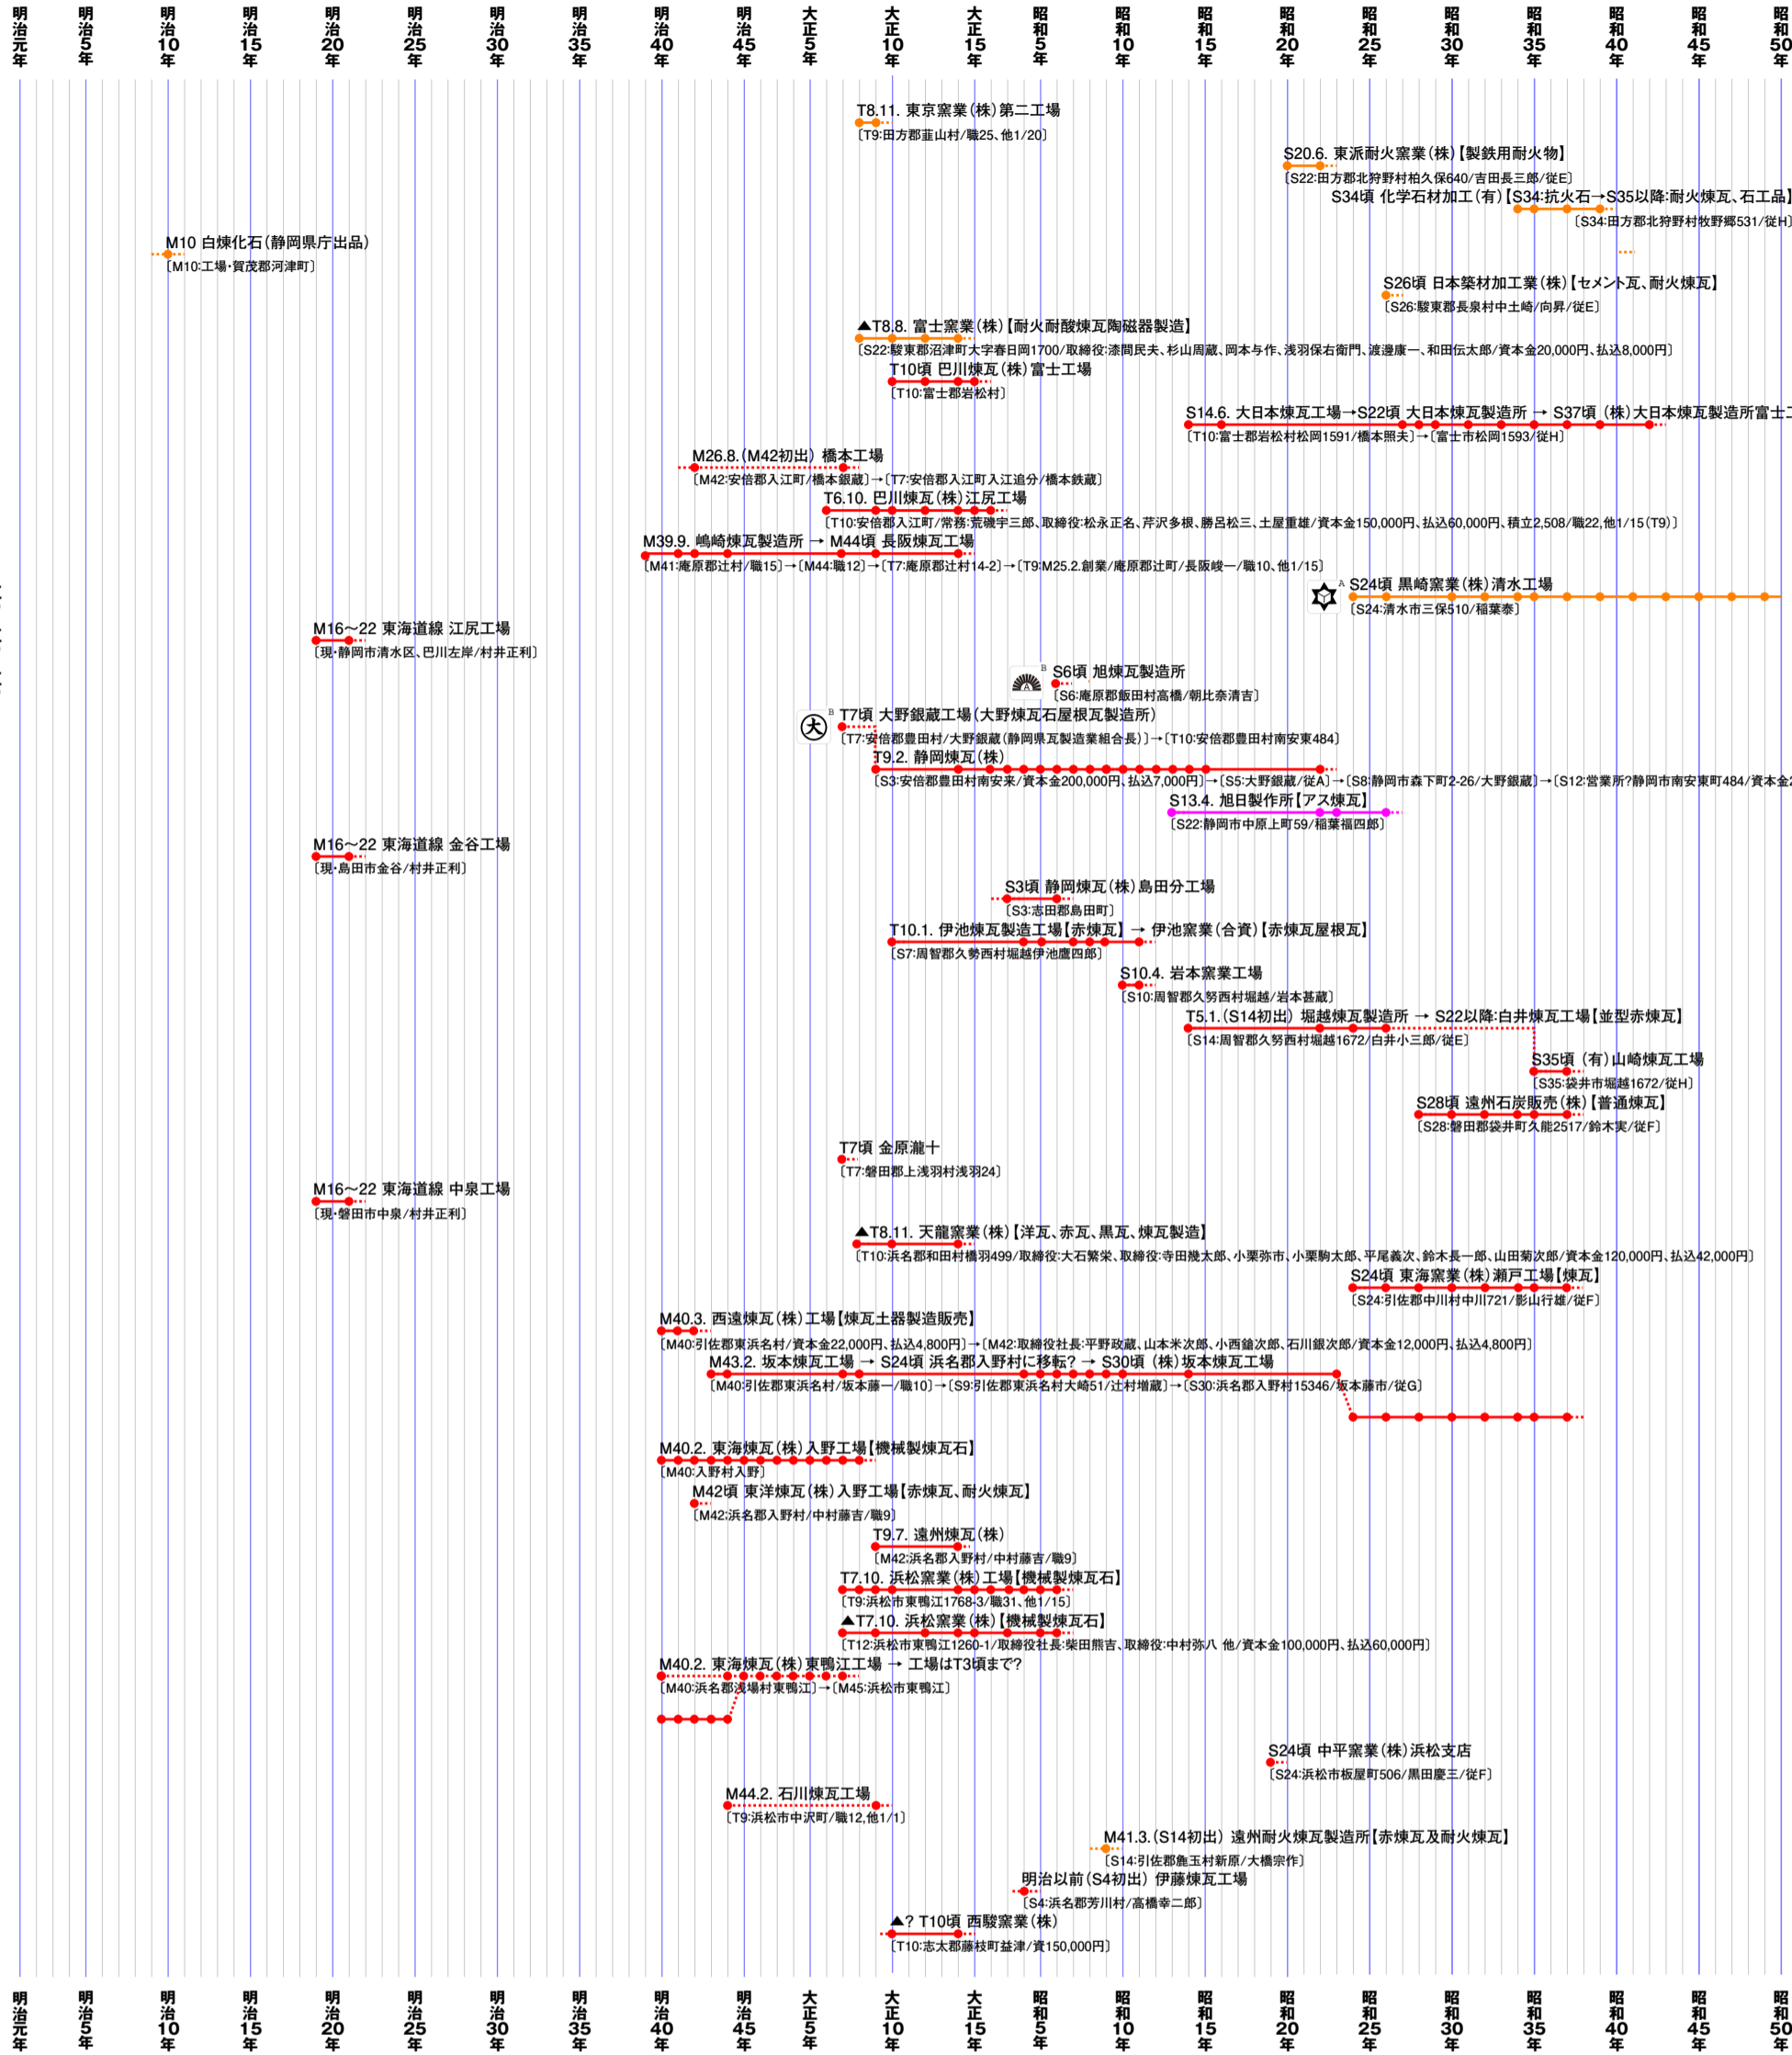 明治元年 明治5年 明治10年 明治15年 明治20年 明治25年 明治30年 明治35年 明治40年 明治45年 大正5年 大正10年 大正15年 昭和5年 昭和10年 昭和15年 昭和20年 昭和25年 昭和30年 昭和35年 昭和40年 昭和45年 昭和50年
T8.11. 東京窯業(株)第二工場
〔T9:田方郡韮山村/職25、他1/20〕
S20.6. 東派耐火窯業(株)【製鉄用耐火物】
〔S22:田方郡北狩野村柏久保640/吉田長三郎/従E〕
S34頃 化学石材加工(有)【S34:抗火石→S35以降:耐火煉瓦、石工品】
〔S34:田方郡北狩野村牧野郷531/従H〕
M10 白煉化石(静岡県庁出品)
〔M10:工場・賀茂郡河津町〕
S26頃 日本築材加工業(株)【セメント瓦、耐火煉瓦】
〔S26:駿東郡長泉村中土崎/向昇/従E〕
▲T8.8. 富士窯業(株)【耐火耐酸煉瓦陶磁器製造】
〔S22:駿東郡沼津町大字春日岡1700/取締役:漆間民夫、杉山周蔵、岡本与作、浅羽保右衛門、渡邊康一、和田伝太郎/資本金20,000円、払込8,000円〕
T10頃 巴川煉瓦(株)富士工場
〔T10:富士郡岩松村〕
S14.6. 大日本煉瓦工場→S22頃 大日本煉瓦製造所 → S37頃 (株)大日本煉瓦製造所富士工
〔T10:富士郡岩松村松岡1591/橋本照夫〕→〔富士市松岡1593/従H〕
M26.8.(M42初出) 橋本工場
〔M42:安倍郡入江町/橋本銀蔵〕→〔T7:安倍郡入江町入江追分/橋本鉄蔵〕
T6.10. 巴川煉瓦(株)江尻工場
〔T10:安倍郡入江町/常務:荒磯宇三郎、取締役:松永正名、芹沢多根、勝呂松三、土屋重雄/資本金150,000円、払込60,000円、積立2,508/職22,他1/15(T9)〕
M39.9. 嶋崎煉瓦製造所 → M44頃 長阪煉瓦工場
〔M41:庵原郡辻村/職15〕→〔M44:職12〕→〔T7:庵原郡辻村14-2〕→〔T9:M25.2.創業/庵原郡辻町/長阪峻一/職10、他1/15〕
A S24頃 黒崎窯業(株)清水工場
〔S24:清水市三保510/稲葉泰〕
M16〜22 東海道線 江尻工場
〔現・静岡市清水区、巴川左岸/村井正利〕
A B S6頃 旭煉瓦製造所
〔S6:庵原郡飯田村高橋/朝比奈清吉〕
大 B T7頃 大野銀蔵工場(大野煉瓦石屋根瓦製造所)
〔T7:安倍郡豊田村/大野銀蔵(静岡県瓦製造業組合長)〕→〔T10:安倍郡豊田村南安東484〕
T9.2. 静岡煉瓦(株)
〔S3:安倍郡豊田村南安来/資本金200,000円、払込7,000円〕→〔S5:大野銀蔵/従A〕→〔S8:静岡市森下町2-26/大野銀蔵〕→〔S12:営業所?静岡市南安東町484/資本金2
S13.4. 旭日製作所【アス煉瓦】
〔S22:静岡市中原上町59/稲葉福四郎〕
M16〜22 東海道線 金谷工場
〔現・島田市金谷/村井正利〕
S3頃 静岡煉瓦(株)島田分工場
〔S3:志田郡島田町〕
T10.1. 伊池煉瓦製造工場【赤煉瓦】 → 伊池窯業(合資)【赤煉瓦屋根瓦】
〔S7:周智郡久勢西村堀越伊池鷹四郎〕
S10.4. 岩本窯業工場
〔S10:周智郡久努西村堀越/岩本甚蔵〕
T5.1.(S14初出) 堀越煉瓦製造所 → S22以降:白井煉瓦工場【並型赤煉瓦】
〔S14:周智郡久努西村堀越1672/白井小三郎/従E〕
S35頃 (有)山崎煉瓦工場
〔S35:袋井市堀越1672/従H〕
S28頃 遠州石炭販売(株)【普通煉瓦】
〔S28:磐田郡袋井町久能2517/鈴木実/従F〕
T7頃 金原瀧十
〔T7:磐田郡上浅羽村浅羽24〕
M16〜22 東海道線 中泉工場
〔現・磐田市中泉/村井正利〕
▲T8.11. 天龍窯業(株)【洋瓦、赤瓦、黒瓦、煉瓦製造】
〔T10:浜名郡和田村橋羽499/取締役:大石繁栄、取締役:寺田幾太郎、小栗弥市、小栗駒太郎、平尾義次、鈴木長一郎、山田菊次郎/資本金120,000円、払込42,000円〕
S24頃 東海窯業(株)瀬戸工場【煉瓦】
〔S24:引佐郡中川村中川721/影山行雄/従F〕
M40.3. 西遠煉瓦(株)工場【煉瓦土器製造販売】
〔M40:引佐郡東浜名村/資本金22,000円、払込4,800円〕→〔M42:取締役社長:平野政蔵、山本米次郎、小西鎗次郎、石川銀次郎/資本金12,000円、払込4,800円〕
M43.2. 坂本煉瓦工場 → S24頃 浜名郡入野村に移転? → S30頃 (株)坂本煉瓦工場
〔M40:引佐郡東浜名村/坂本藤一/職10〕→〔S9:引佐郡東浜名村大崎51/辻村増蔵〕→〔S30:浜名郡入野村15346/坂本藤市/従G〕
M40.2. 東海煉瓦(株)入野工場【機械製煉瓦石】
〔M40:入野村入野〕
M42頃 東洋煉瓦(株)入野工場【赤煉瓦、耐火煉瓦】
〔M42:浜名郡入野村/中村藤吉/職9〕
T9.7. 遠州煉瓦(株)
〔M42:浜名郡入野村/中村藤吉/職9〕
T7.10. 浜松窯業(株)工場【機械製煉瓦石】
〔T9:浜松市東鴨江1768-3/職31、他1/15〕
▲T7.10. 浜松窯業(株)【機械製煉瓦石】
〔T12:浜松市東鴨江1260-1/取締役社長:柴田熊吉、取締役:中村弥八 他/資本金100,000円、払込60,000円〕
M40.2. 東海煉瓦(株)東鴨江工場 → 工場はT3頃まで?
〔M40:浜名郡浅場村東鴨江〕→〔M45:浜松市東鴨江〕
S24頃 中平窯業(株)浜松支店
〔S24:浜松市板屋町506/黒田慶三/従F〕
M44.2. 石川煉瓦工場
〔T9:浜松市中沢町/職12,他1/1〕
M41.3.(S14初出) 遠州耐火煉瓦製造所【赤煉瓦及耐火煉瓦】
〔S14:引佐郡麁玉村新原/大橋宗作〕
明治以前(S4初出) 伊藤煉瓦工場
〔S4:浜名郡芳川村/高橋幸二郎〕
▲? T10頃 西駿窯業(株)
〔T10:志太郡藤枝町益津/資150,000円〕
明治元年 明治5年 明治10年 明治15年 明治20年 明治25年 明治30年 明治35年 明治40年 明治45年 大正5年 大正10年 大正15年 昭和5年 昭和10年 昭和15年 昭和20年 昭和25年 昭和30年 昭和35年 昭和40年 昭和45年 昭和50年